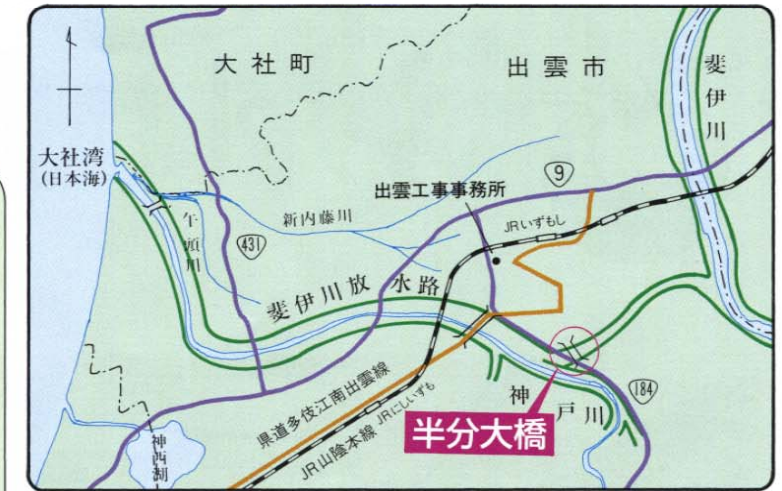 大社町
出雲市
斐伊川
大社湾
(日本海)
出雲工事事務所
9
JRいずもし
新内藤川
午頭川
431
斐伊川放水路
県道多伎江南出雲線
JR山陰本線
JRにしいずも
神戸川
184
半分大橋
神西湖